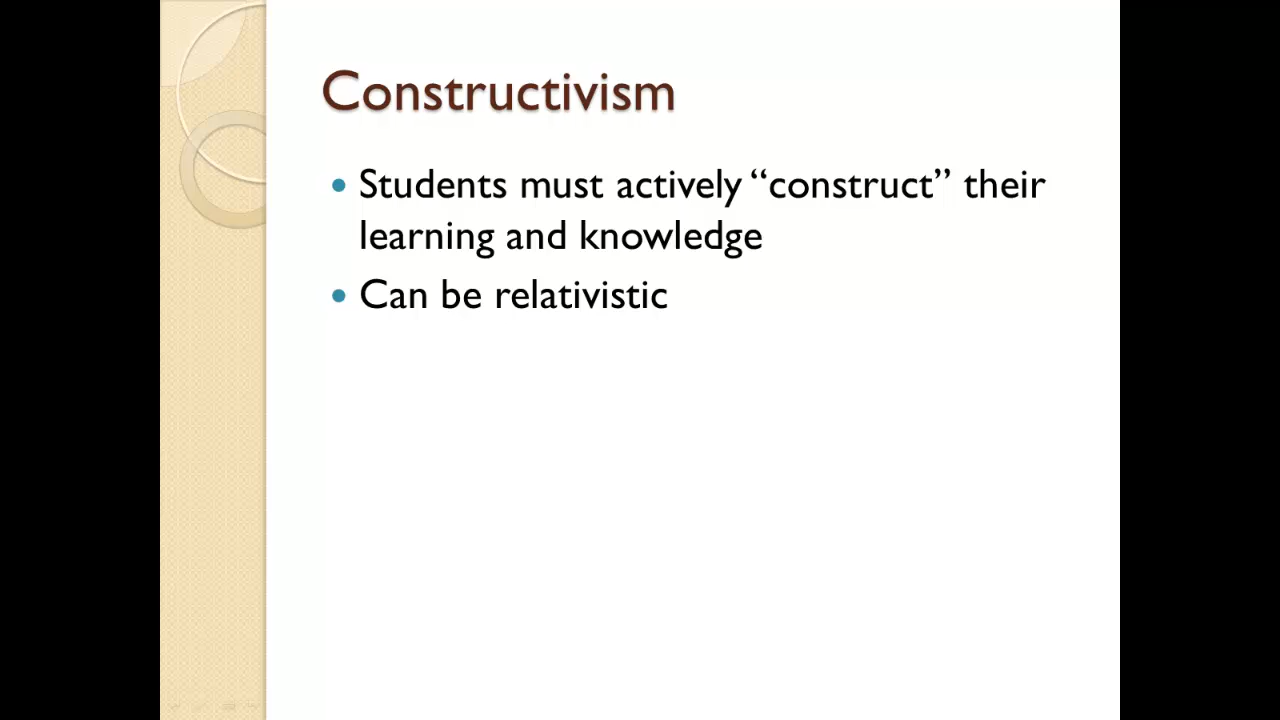 Constructivism
• Students must actively “construct” their
learning and knowledge
• Can be relativistic